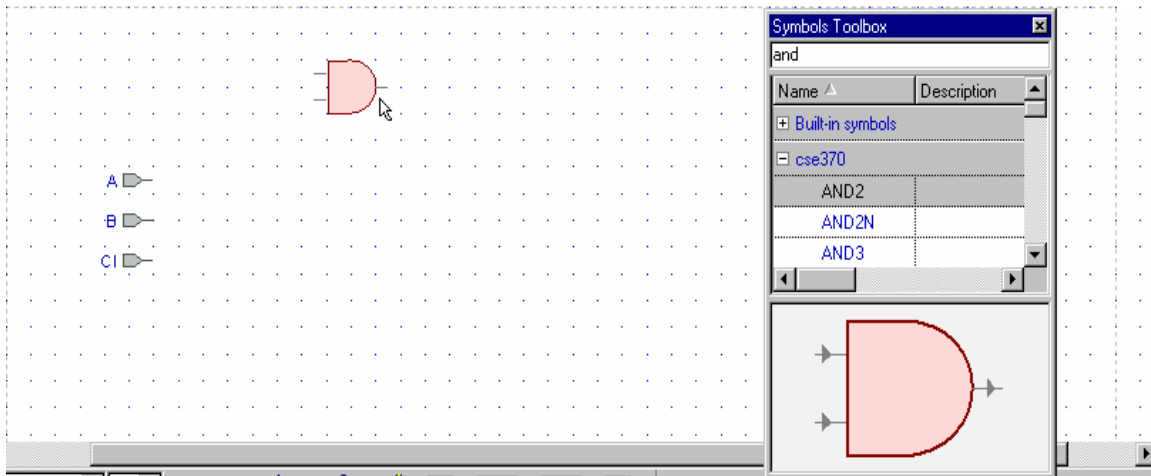 Symbols Toolbox
and
Name Description
Built-in symbols
cse370
AND2
AND2N
AND3
A
B
CI